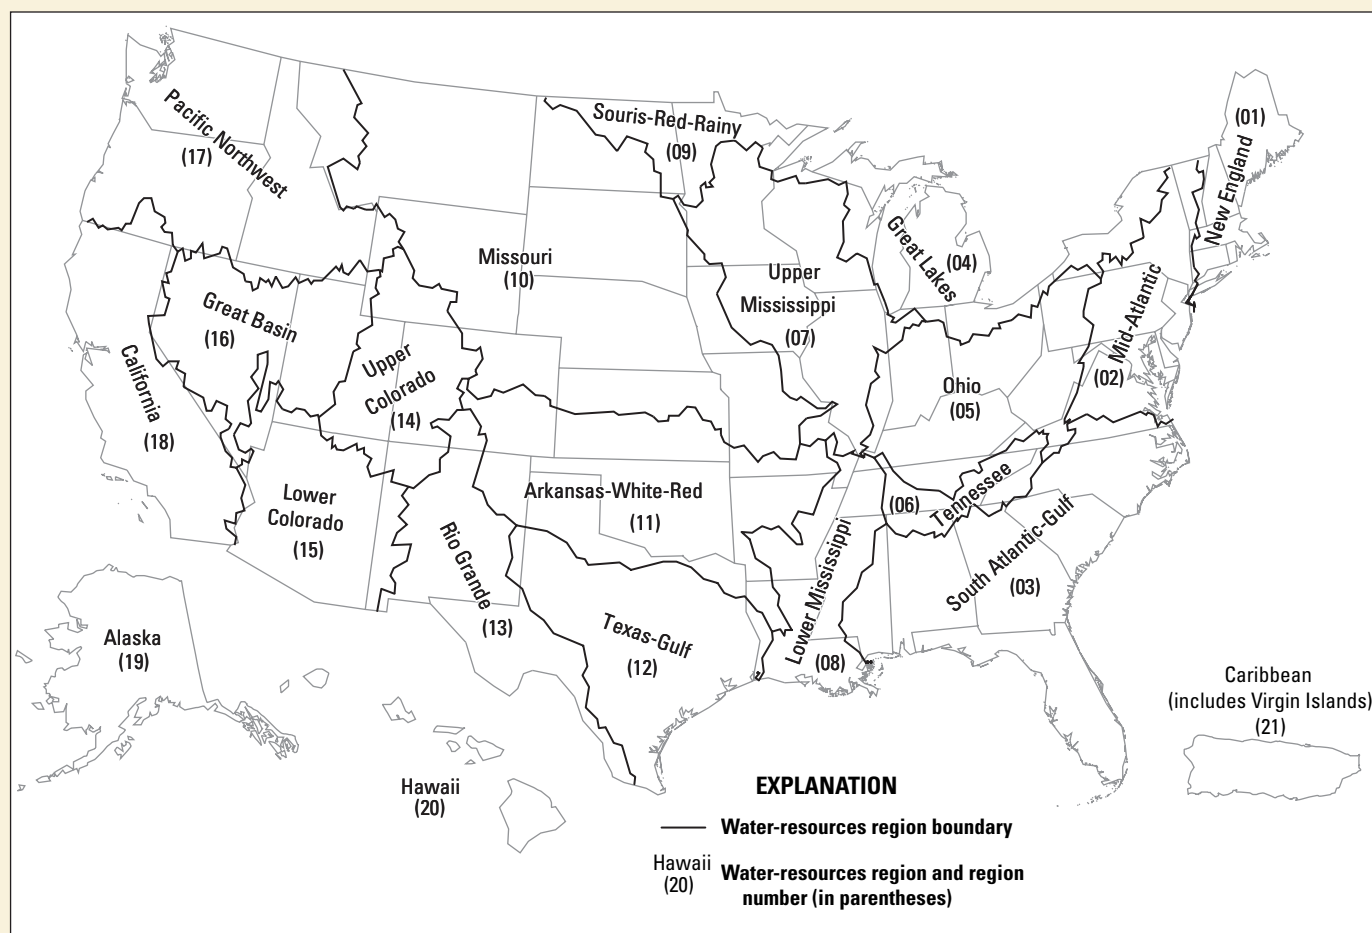 Pacific Northwest
(17)
Souris-Red-Rainy
(09)
(01)
New England
Missouri
(10)
Great Lakes
(04)
Upper
Mississippi
(07)
Mid-Atlantic
(02)
Great Basin
(16)
California
(18)
Upper
Colorado
(14)
Ohio
(05)
Lower
Colorado
(15)
Arkansas-White-Red
(11)
(06)
Tennessee
Rio Grande
(13)
Texas-Gulf
(12)
Lower Mississippi
(08)
South Atlantic-Gulf
(03)
Alaska
(19)
Hawaii
(20)
Caribbean
(includes Virgin Islands)
(21)
EXPLANATION
Water-resources region boundary
Hawaii
(20)
Water-resources region and region
number (in parentheses)